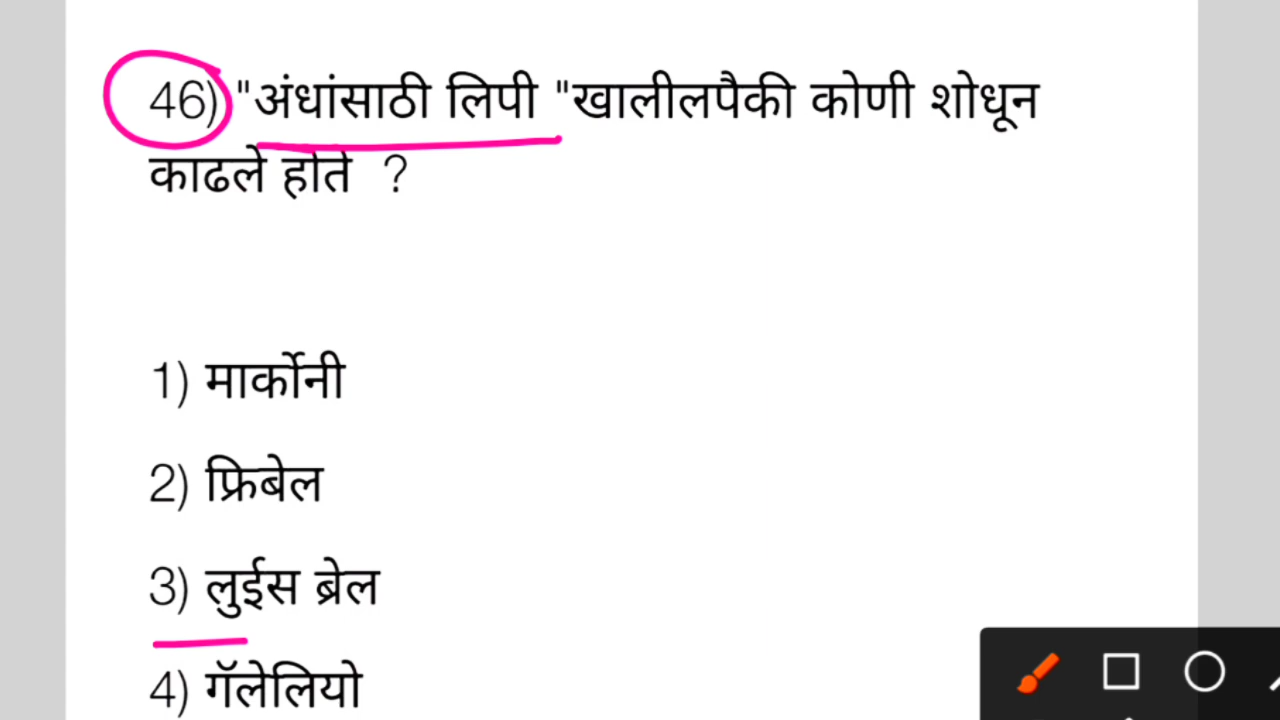 46) "अंधांसाठी लिपी "खालीलपैकी कोणी शोधून
काढले होते ?
1) मार्कोनी
2) फ्रिबेल
3) लुईस ब्रेल
4) गॅलेलियो